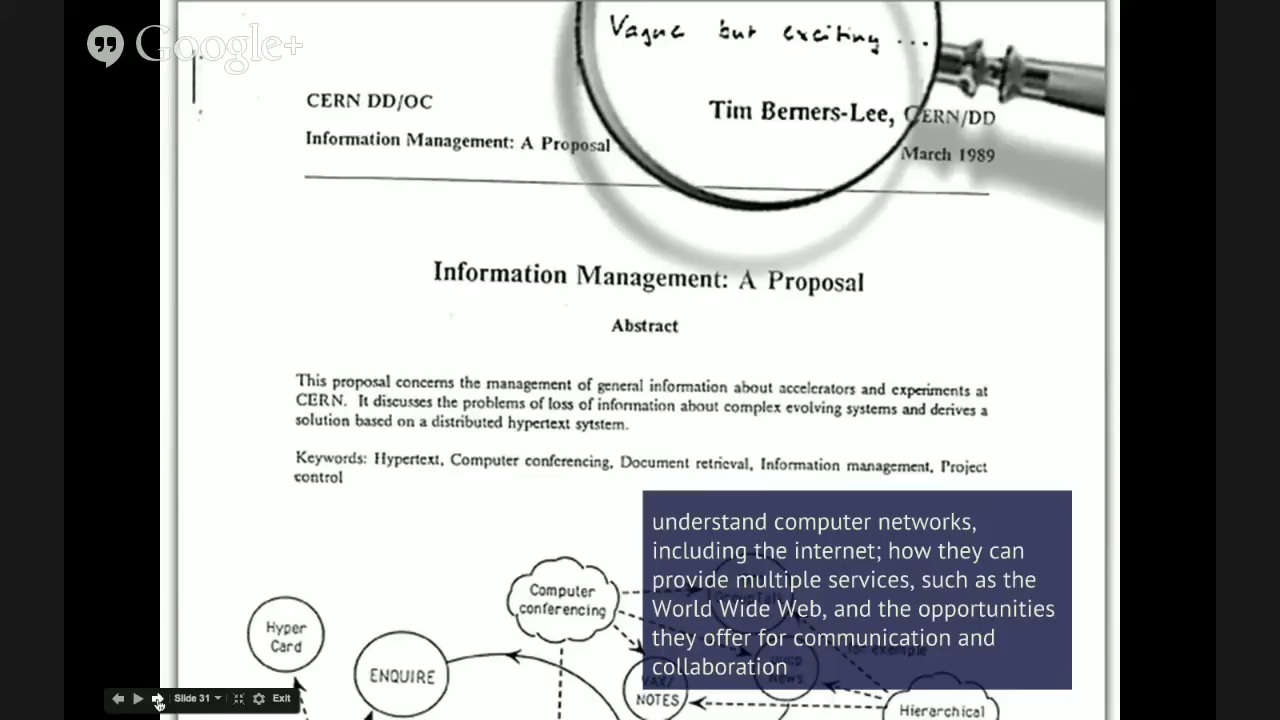 Google+
Vague but exciting ...
CERN DD/OC
Tim Berners-Lee, CERN/DD
Information Management: A Proposal
March 1989
Information Management: A Proposal
Abstract
This proposal concerns the management of general information about accelerators and experiments at
CERN. It discusses the problems of loss of information about complex evolving systems and derives a
solution based on a distributed hypertext sytstem.
Keywords: Hypertext, Computer conferencing, Document retrieval, Information management, Project
control
understand computer networks,
including the internet; how they can
provide multiple services, such as the
World Wide Web, and the opportunities
they offer for communication and
collaboration
Computer
conferencing
Hyper
Card
ENQUIRE
NOTES
Hierarchical
Slide 31
Exit